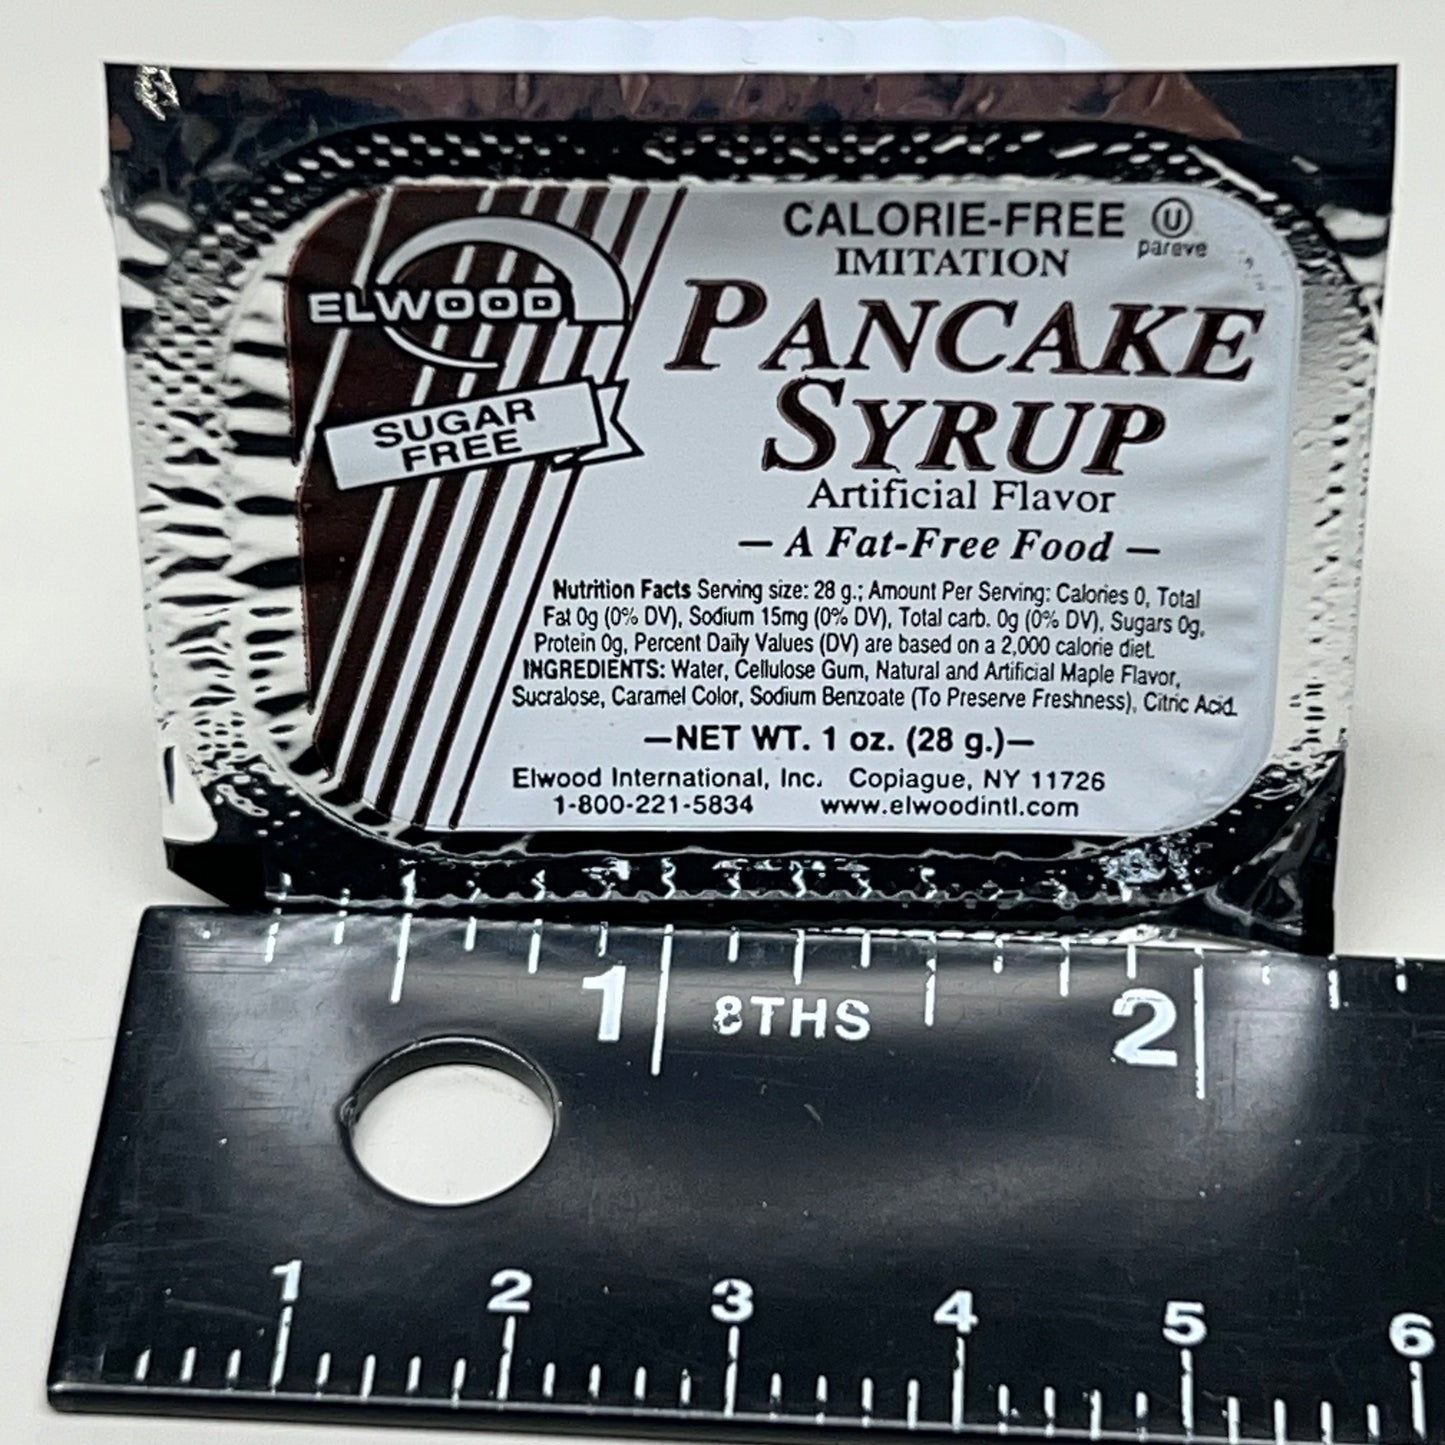 CALORIE-FREE U
pareve
IMITATION
ELWOOD
PANCAKE
SYRUP
SUGAR
FREE
Artificial Flavor
— A Fat-Free Food —
Nutrition Facts Serving size: 28 g.; Amount Per Serving: Calories 0, Total
Fat 0g (0% DV), Sodium 15mg (0% DV), Total carb. 0g (0% DV), Sugars 0g,
Protein 0g, Percent Daily Values (DV) are based on a 2,000 calorie diet.
INGREDIENTS: Water, Cellulose Gum, Natural and Artificial Maple Flavor,
Sucralose, Caramel Color, Sodium Benzoate (To Preserve Freshness), Citric Acid.
—NET WT. 1 oz. (28 g.)—
Elwood International, Inc. Copiague, NY 11726
1-800-221-5834 www.elwoodintl.com
1 8THS 2
1 2 3 4 5 6